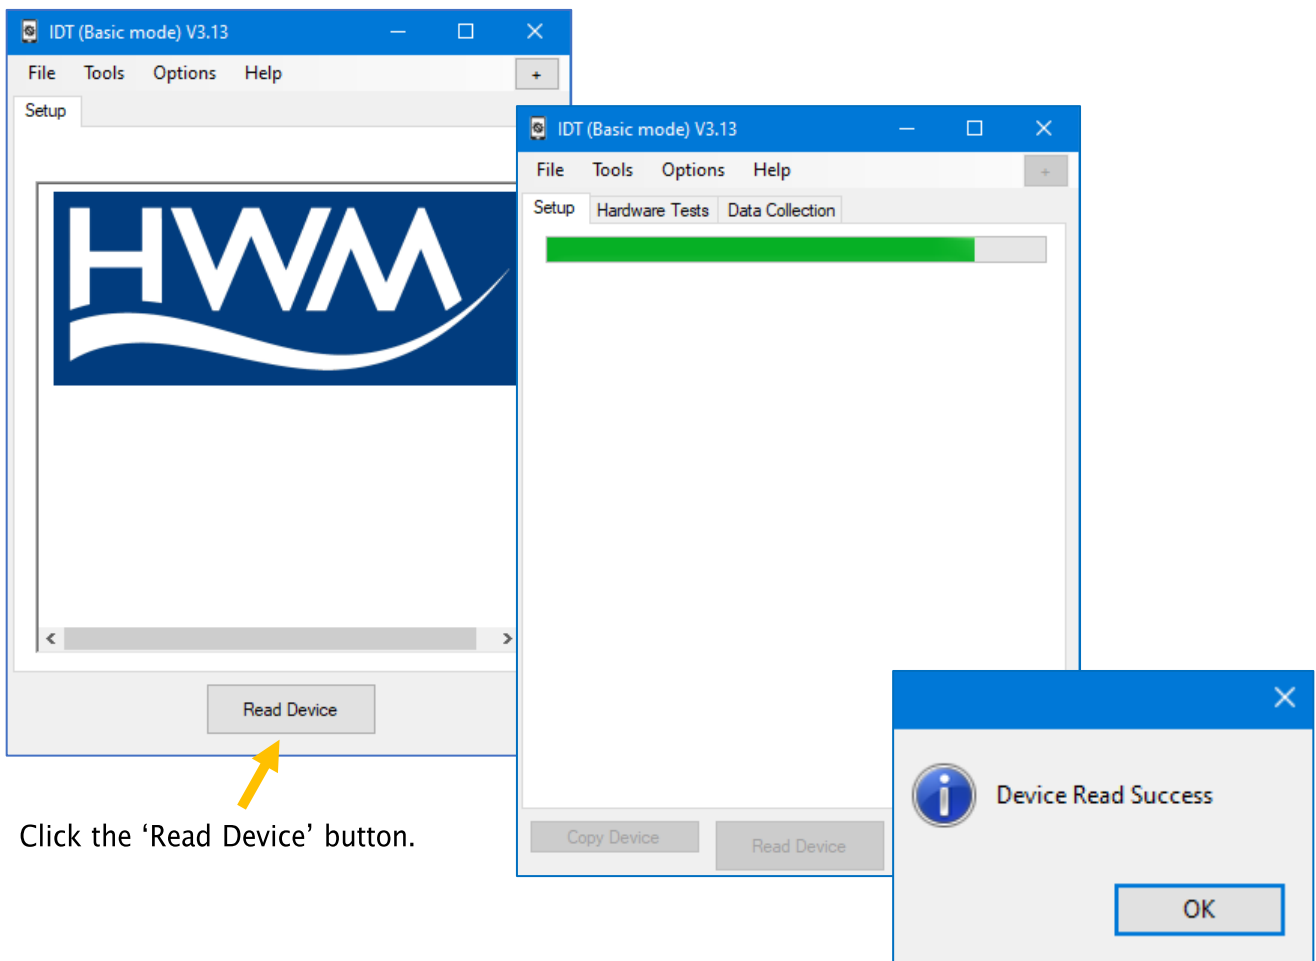 IDT (Basic mode) V3.13
File Tools Options Help +
Setup
HWM
Read Device
Click the ‘Read Device’ button.
IDT (Basic mode) V3.13
File Tools Options Help +
Setup Hardware Tests Data Collection
Copy Device Read Device
Device Read Success
OK